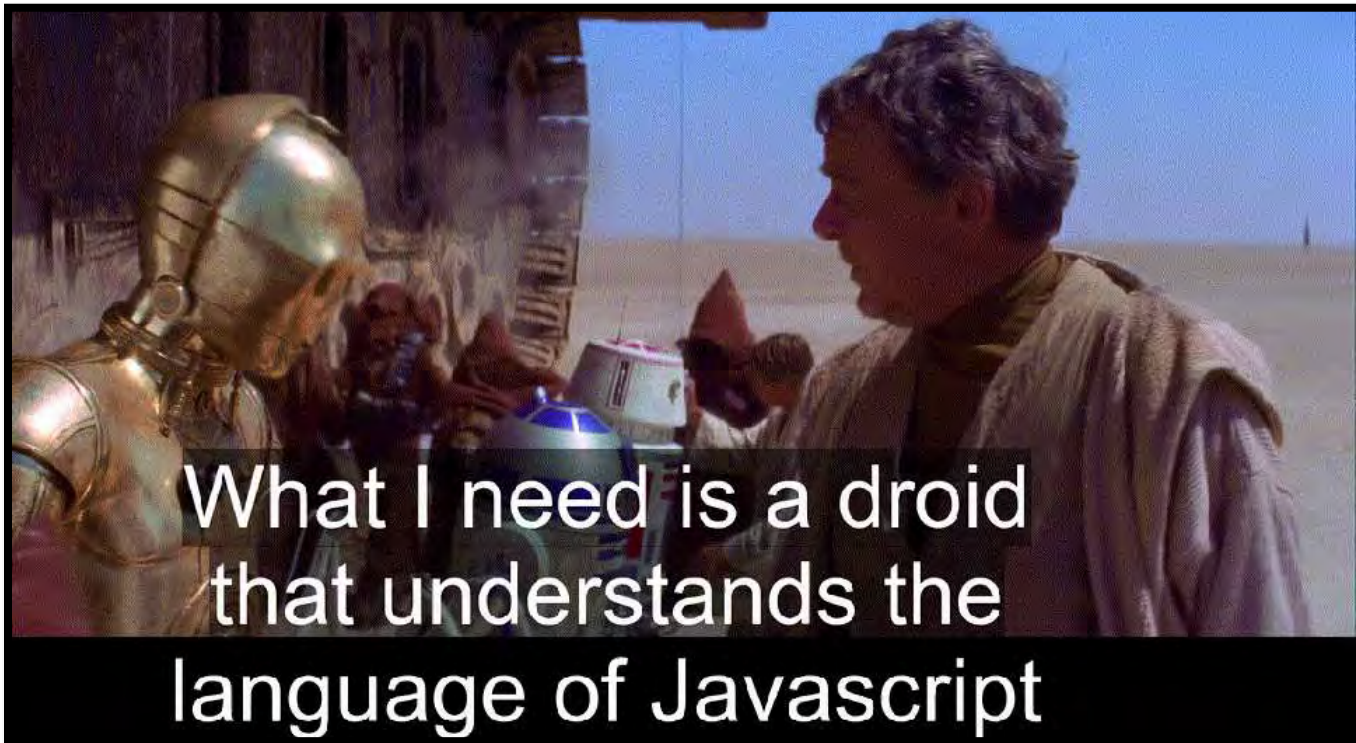 What I need is a droid
that understands the
language of Javascript